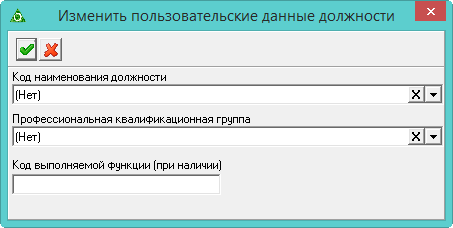 Изменить пользовательские данные должности
Код наименования должности
(Нет)
Профессиональная квалификационная группа
(Нет)
Код выполняемой функции (при наличии)